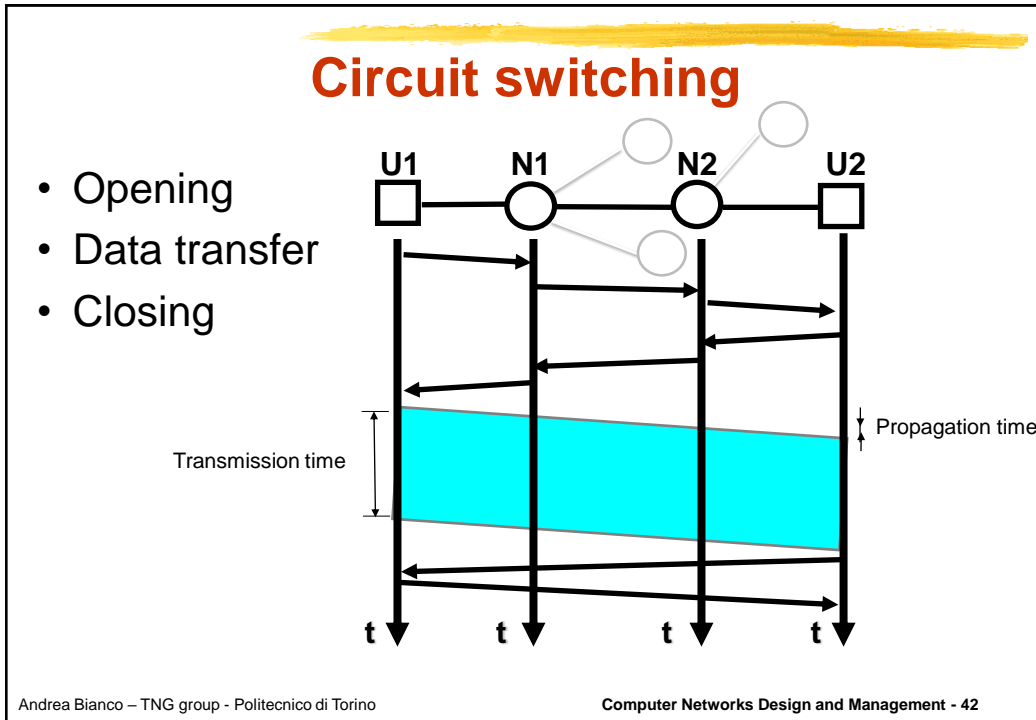 Circuit switching
• Opening
• Data transfer
• Closing
U1 N1 N2 U2
Propagation time
Transmission time
t t t t
Andrea Bianco – TNG group - Politecnico di Torino
Computer Networks Design and Management - 42